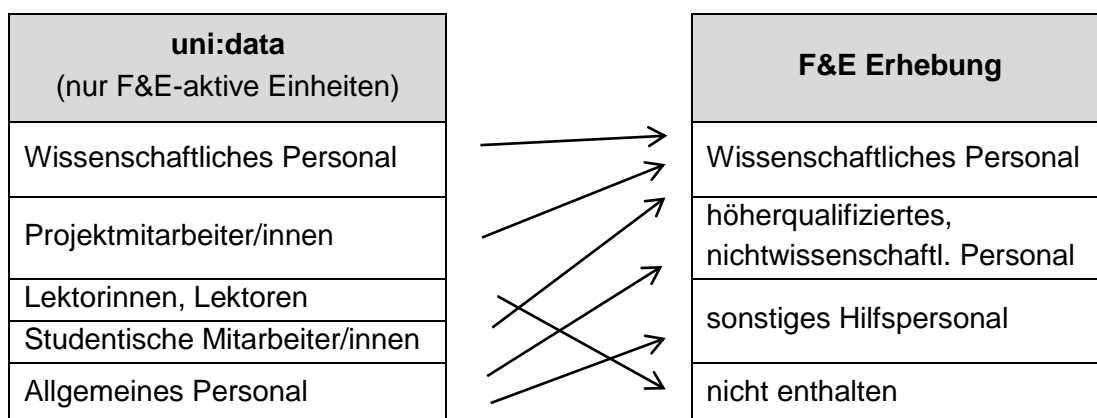 uni:data
(nur F&E-aktive Einheiten)
Wissenschaftliches Personal
Projektmitarbeiter/innen
Lektorinnen, Lektoren
Studentische Mitarbeiter/innen
Allgemeines Personal
F&E Erhebung
Wissenschaftliches Personal
höherqualifiziertes,
nichtwissenschaftl. Personal
sonstiges Hilfspersonal
nicht enthalten